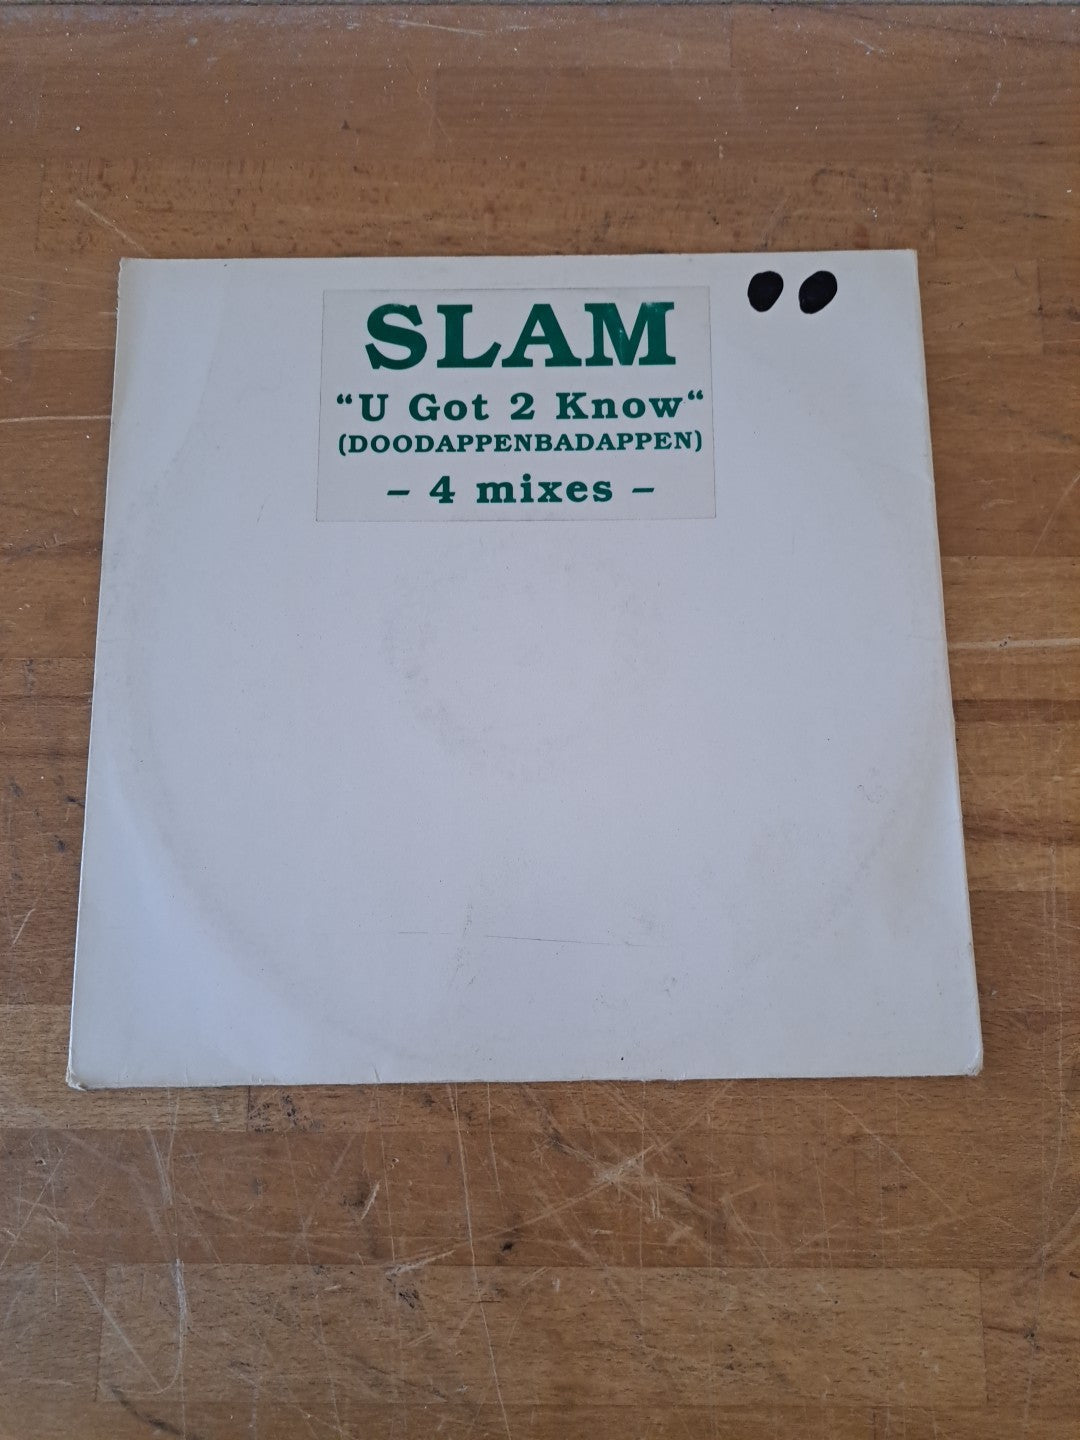 SLAM
“U Got 2 Know“
(DOODAPPENBADAPPEN)
– 4 mixes –